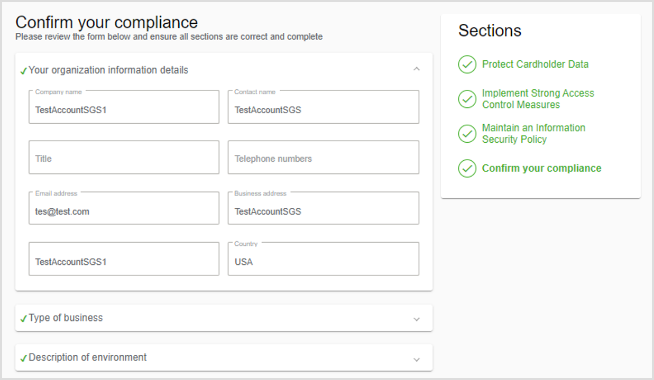 Confirm your compliance
Please review the form below and ensure all sections are correct and complete
Your organization information details
Company name
TestAccountSGS1
Contact name
TestAccountSGS
Title
Telephone numbers
Email address
tes@test.com
Business address
TestAccountSGS
TestAccountSGS1
Country
USA
Type of business
Description of environment
Sections
Protect Cardholder Data
Implement Strong Access
Control Measures
Maintain an Information
Security Policy
Confirm your compliance